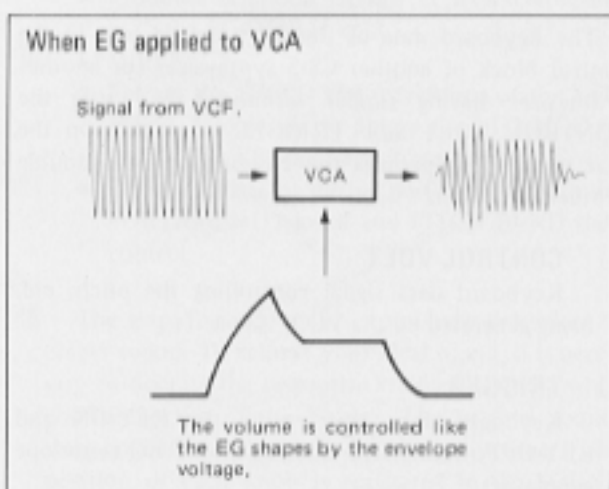 When EG applied to VCA
Signal from VCF,
VCA
The volume is controlled like
the EG shapes by the envelope
voltage,